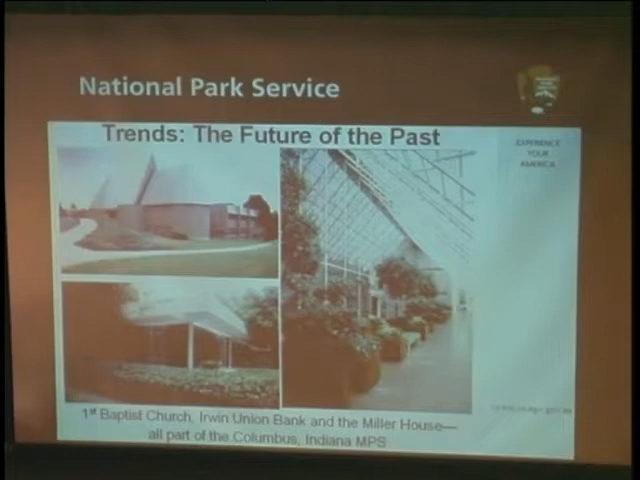 National Park Service
Trends: The Future of the Past
EXPERIENCE
YOUR
AMERICA
1st Baptist Church, Irwin Union Bank and the Miller House—
all part of the Columbus, Indiana MPS